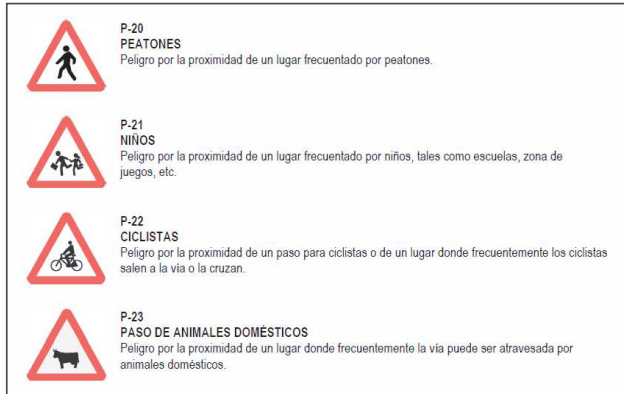 P-20
PEATONES
Peligro por la proximidad de un lugar frecuentado por peatones.
P-21
NIÑOS
Peligro por la proximidad de un lugar frecuentado por niños, tales como escuelas, zona de
juegos, etc.
P-22
CICLISTAS
Peligro por la proximidad de un paso para ciclistas o de un lugar donde frecuentemente los ciclistas
salen a la vía o la cruzan.
P-23
PASO DE ANIMALES DOMÉSTICOS
Peligro por la proximidad de un lugar donde frecuentemente la vía puede ser atravesada por
animales domésticos.